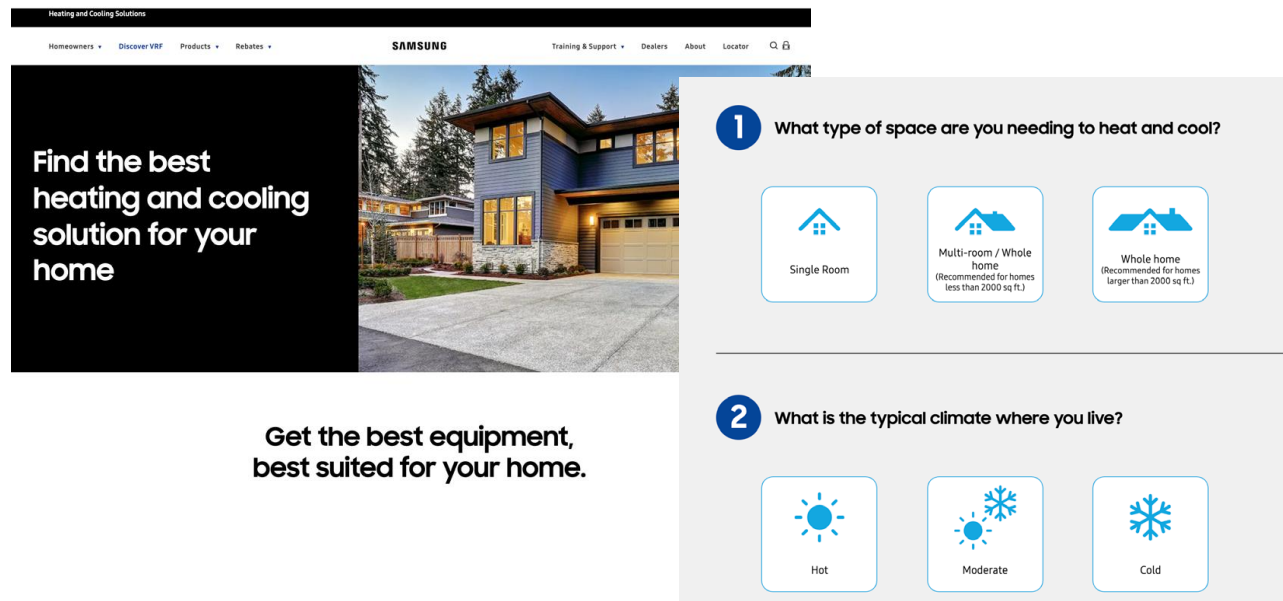 Heating and Cooling Solutions
Homeowners Discover VRF Products Rebates SAMSUNG Training & Support Dealers About Locator
Find the best
heating and cooling
solution for your
home
Get the best equipment,
best suited for your home.
1 What type of space are you needing to heat and cool?
Single Room
Multi-room / Whole
home
(Recommended for homes
less than 2000 sq ft.)
Whole home
(Recommended for homes
larger than 2000 sq ft.)
2 What is the typical climate where you live?
Hot
Moderate
Cold